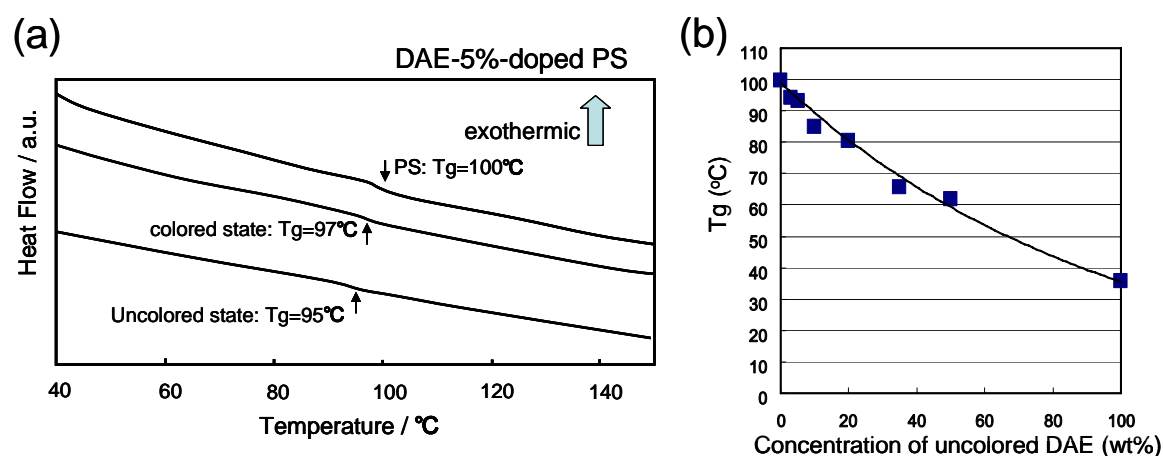 (a)
DAE-5%-doped PS
exothermic
PS: Tg=100℃
colored state: Tg=97℃
Uncolored state: Tg=95℃
Heat Flow / a.u.
40 60 80 100 120 140
Temperature / ℃
(b)
110
100
90
80
70
60
50
40
30
20
10
0
Tg (°C)
0 20 40 60 80 100
Concentration of uncolored DAE (wt%)